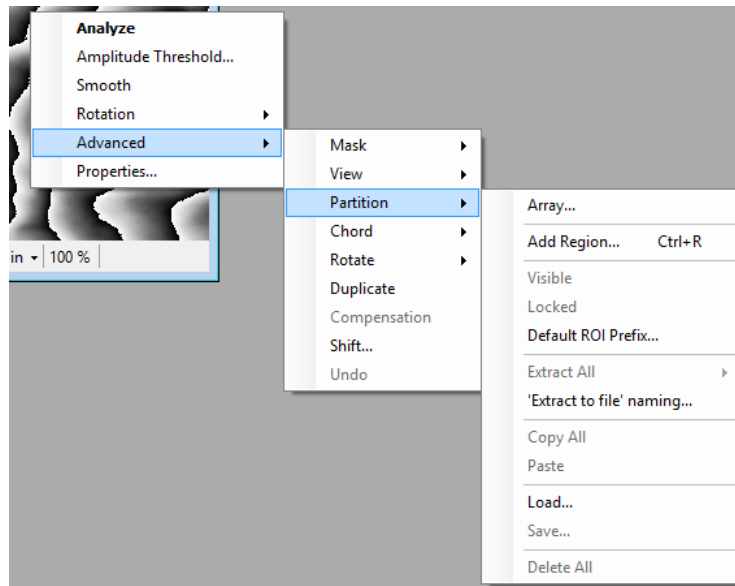 Analyze
Amplitude Threshold...
Smooth
Rotation
Advanced
Properties...
in 100 %
Mask
View
Partition
Chord
Rotate
Duplicate
Compensation
Shift...
Undo
Array...
Add Region... Ctrl+R
Visible
Locked
Default ROI Prefix...
Extract All
'Extract to file' naming...
Copy All
Paste
Load...
Save...
Delete All